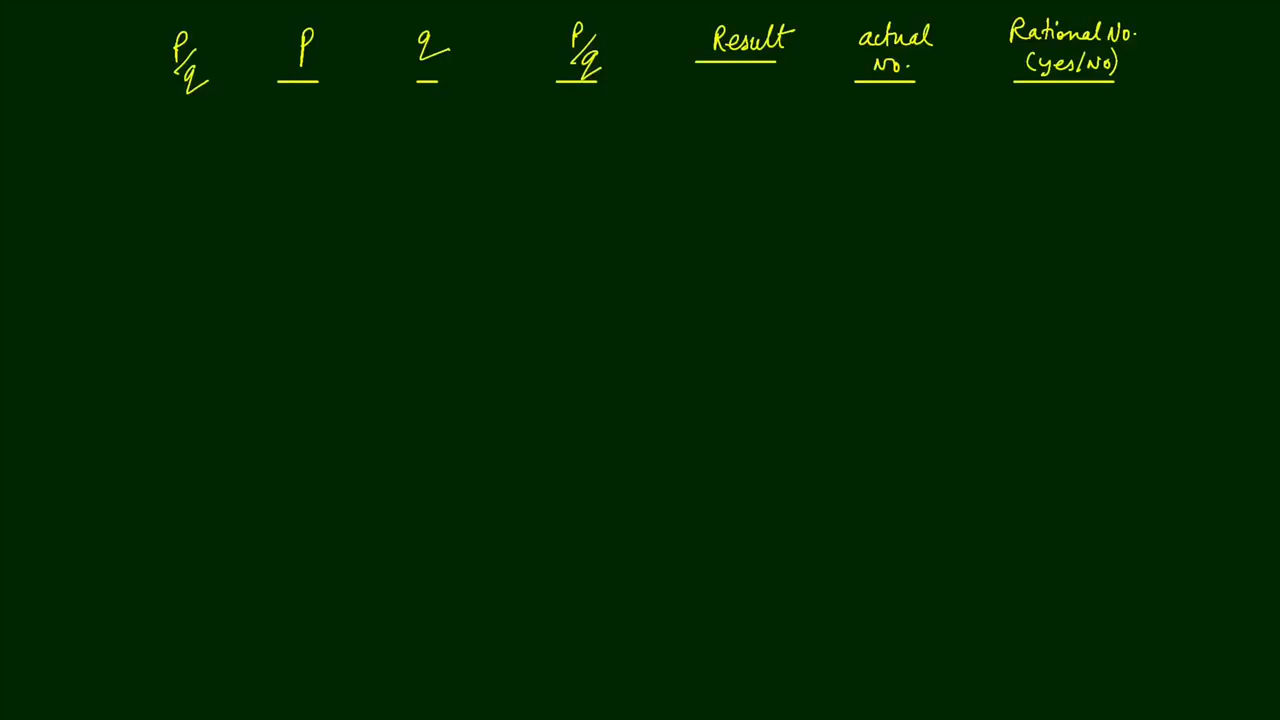 P/q P q P/q Result actual No. Rational No. (yes/No)